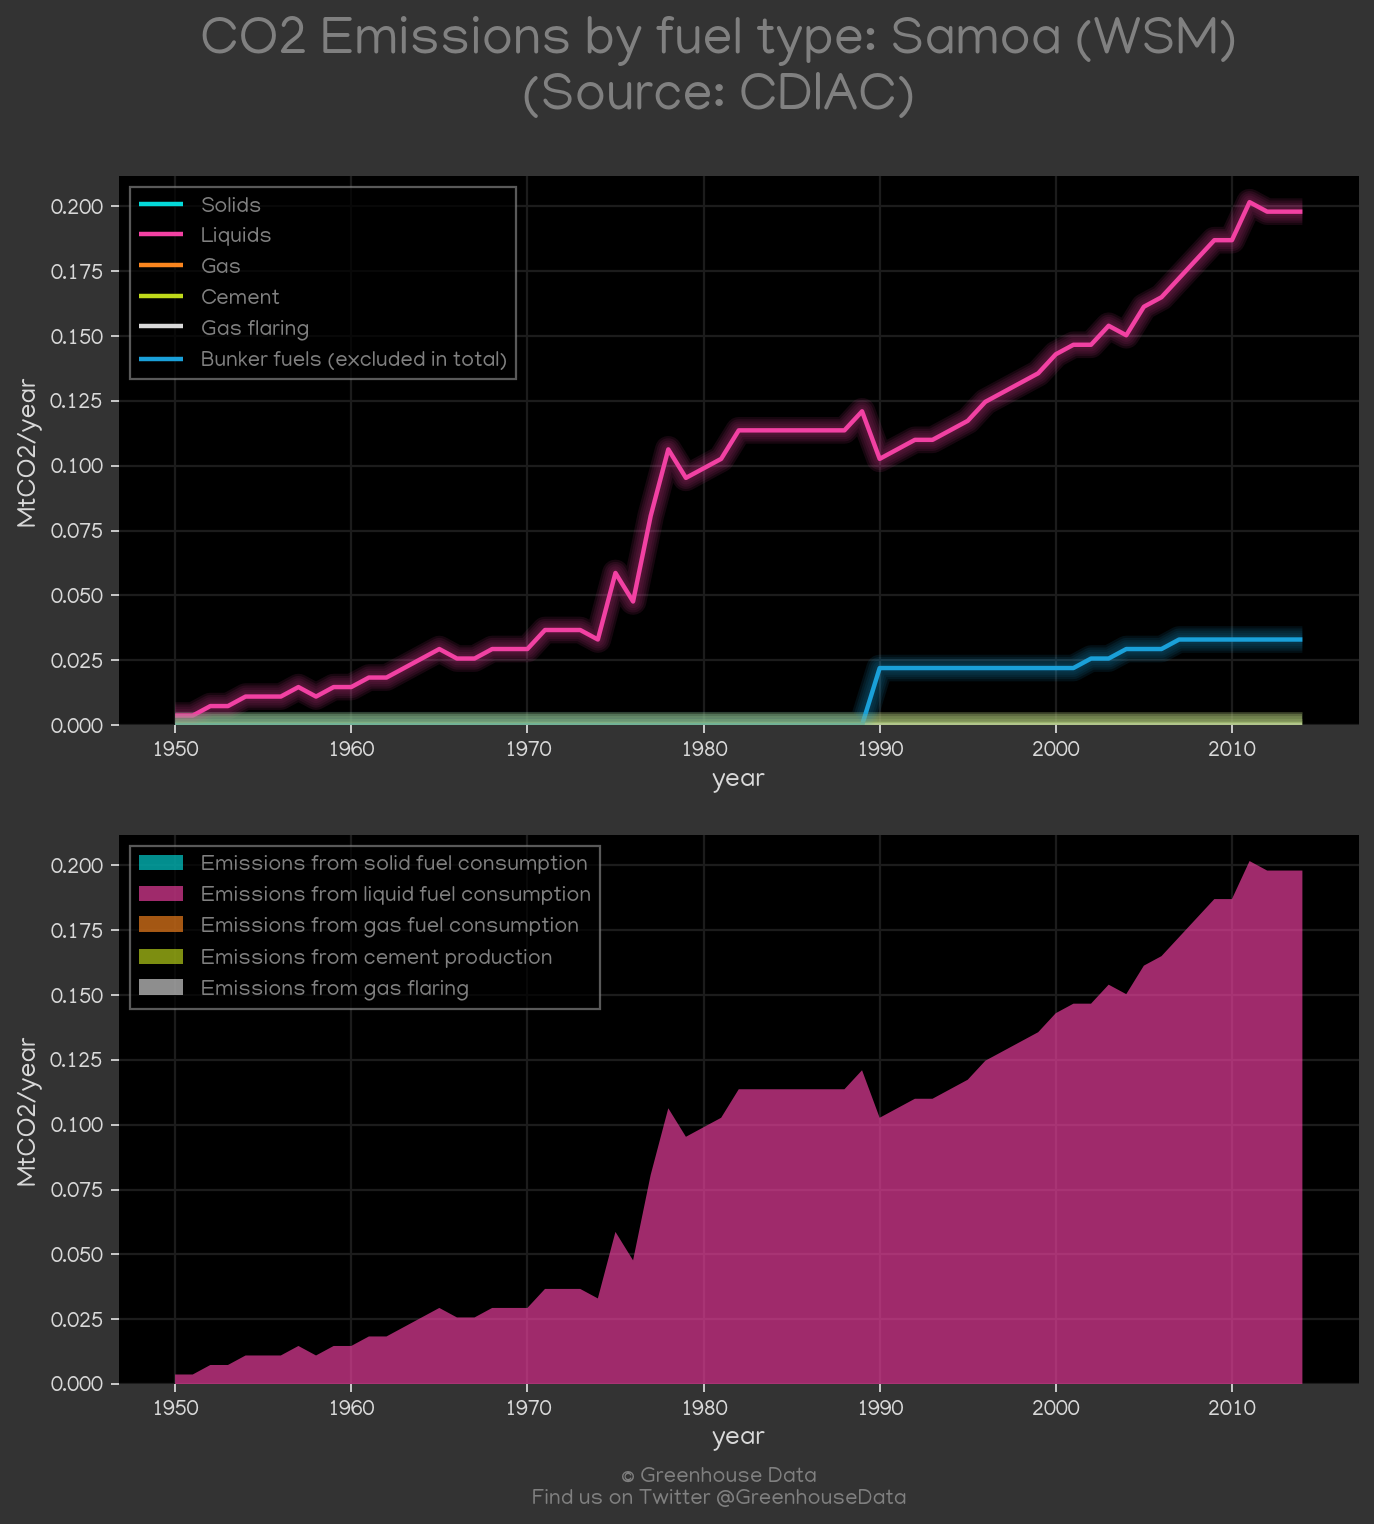 CO2 Emissions by fuel type: Samoa (WSM)
(Source: CDIAC)
Solids
Liquids
Gas
Cement
Gas flaring
Bunker fuels (excluded in total)
MtCO2/year
0.200
0.175
0.150
0.125
0.100
0.075
0.050
0.025
0.000
1950 1960 1970 1980 1990 2000 2010
year
Emissions from solid fuel consumption
Emissions from liquid fuel consumption
Emissions from gas fuel consumption
Emissions from cement production
Emissions from gas flaring
MtCO2/year
0.200
0.175
0.150
0.125
0.100
0.075
0.050
0.025
0.000
1950 1960 1970 1980 1990 2000 2010
year
© Greenhouse Data
Find us on Twitter @GreenhouseData